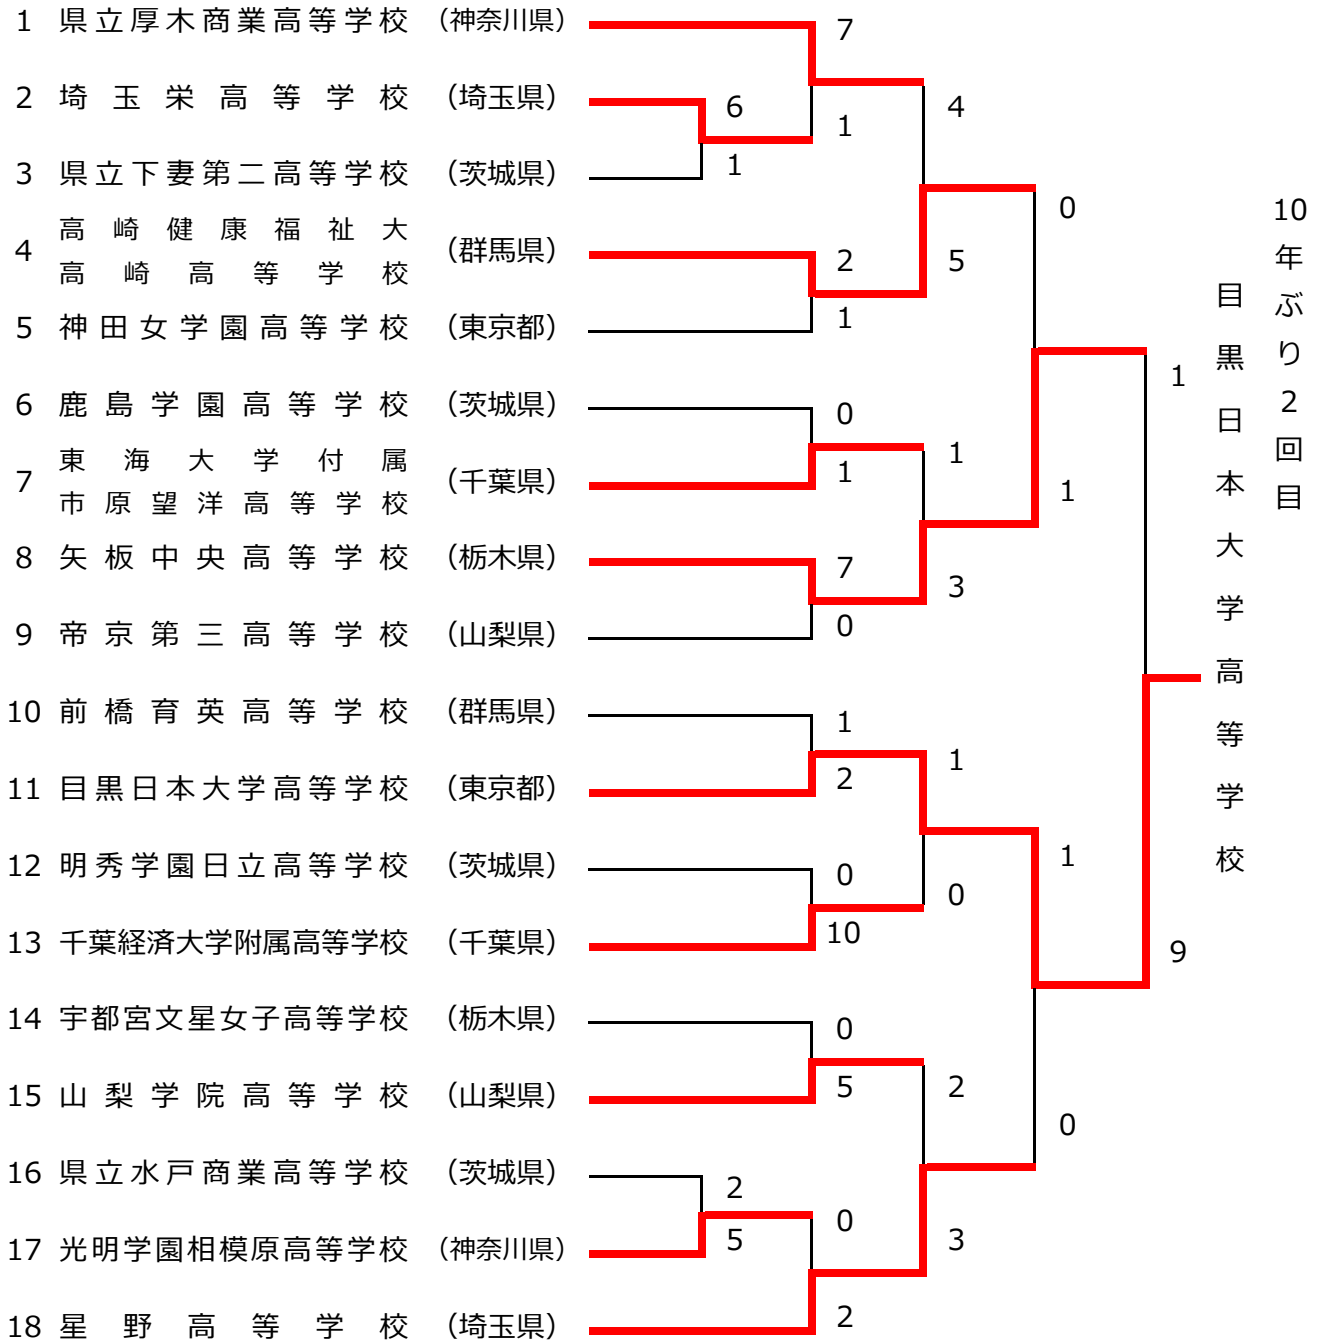 1 県立厚木商業高等学校 （神奈川県）
7
2 埼玉栄高等学校 （埼玉県）
6
4
1
3 県立下妻第二高等学校 （茨城県）
1
0
4 高崎健康福祉大
高崎高等学校 （群馬県）
2
5
5 神田女学園高等学校 （東京都）
1
1
6 鹿島学園高等学校 （茨城県）
0
1
7 東海大学付属
市原望洋高等学校 （千葉県）
1
1
8 矢板中央高等学校 （栃木県）
7
3
9 帝京第三高等学校 （山梨県）
0
10 前橋育英高等学校 （群馬県）
1
1
11 目黒日本大学高等学校 （東京都）
2
12 明秀学園日立高等学校 （茨城県）
0
0
1
13 千葉経済大学附属高等学校 （千葉県）
10
9
14 宇都宮文星女子高等学校 （栃木県）
0
15 山梨学院高等学校 （山梨県）
5
2
0
16 県立水戸商業高等学校 （茨城県）
2
0
17 光明学園相模原高等学校 （神奈川県）
5
3
18 星野高等学校 （埼玉県）
2
10年ぶり2回目
目黒日本大学高等学校